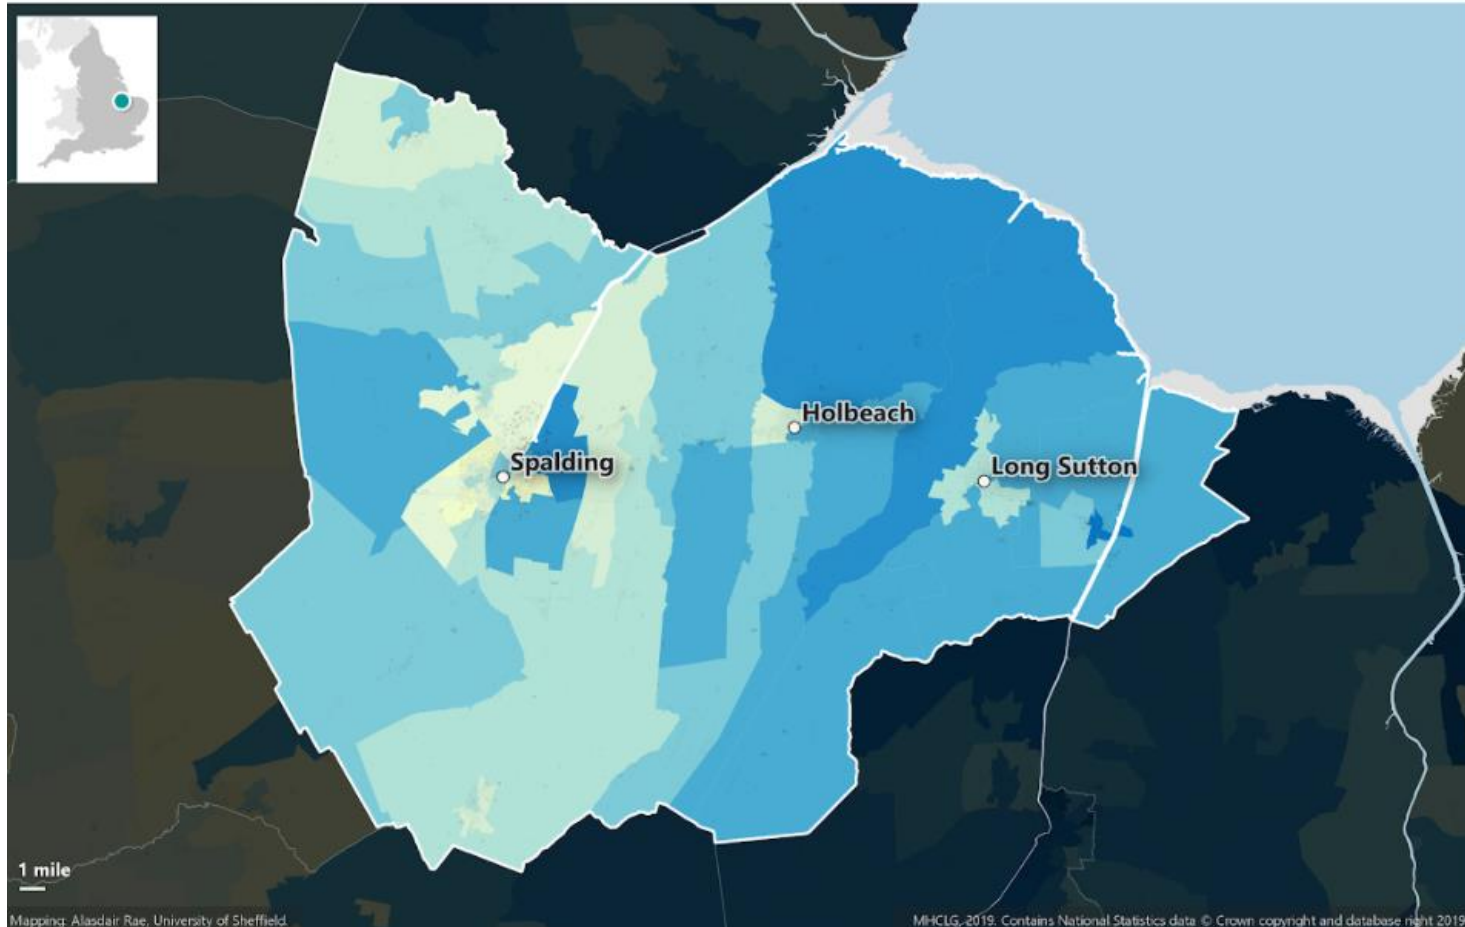 Holbeach
Spalding
Long Sutton
1 mile
Mapping: Alasdair Rae, University of Sheffield.
MHCLG, 2019. Contains National Statistics data © Crown copyright and database right 2019